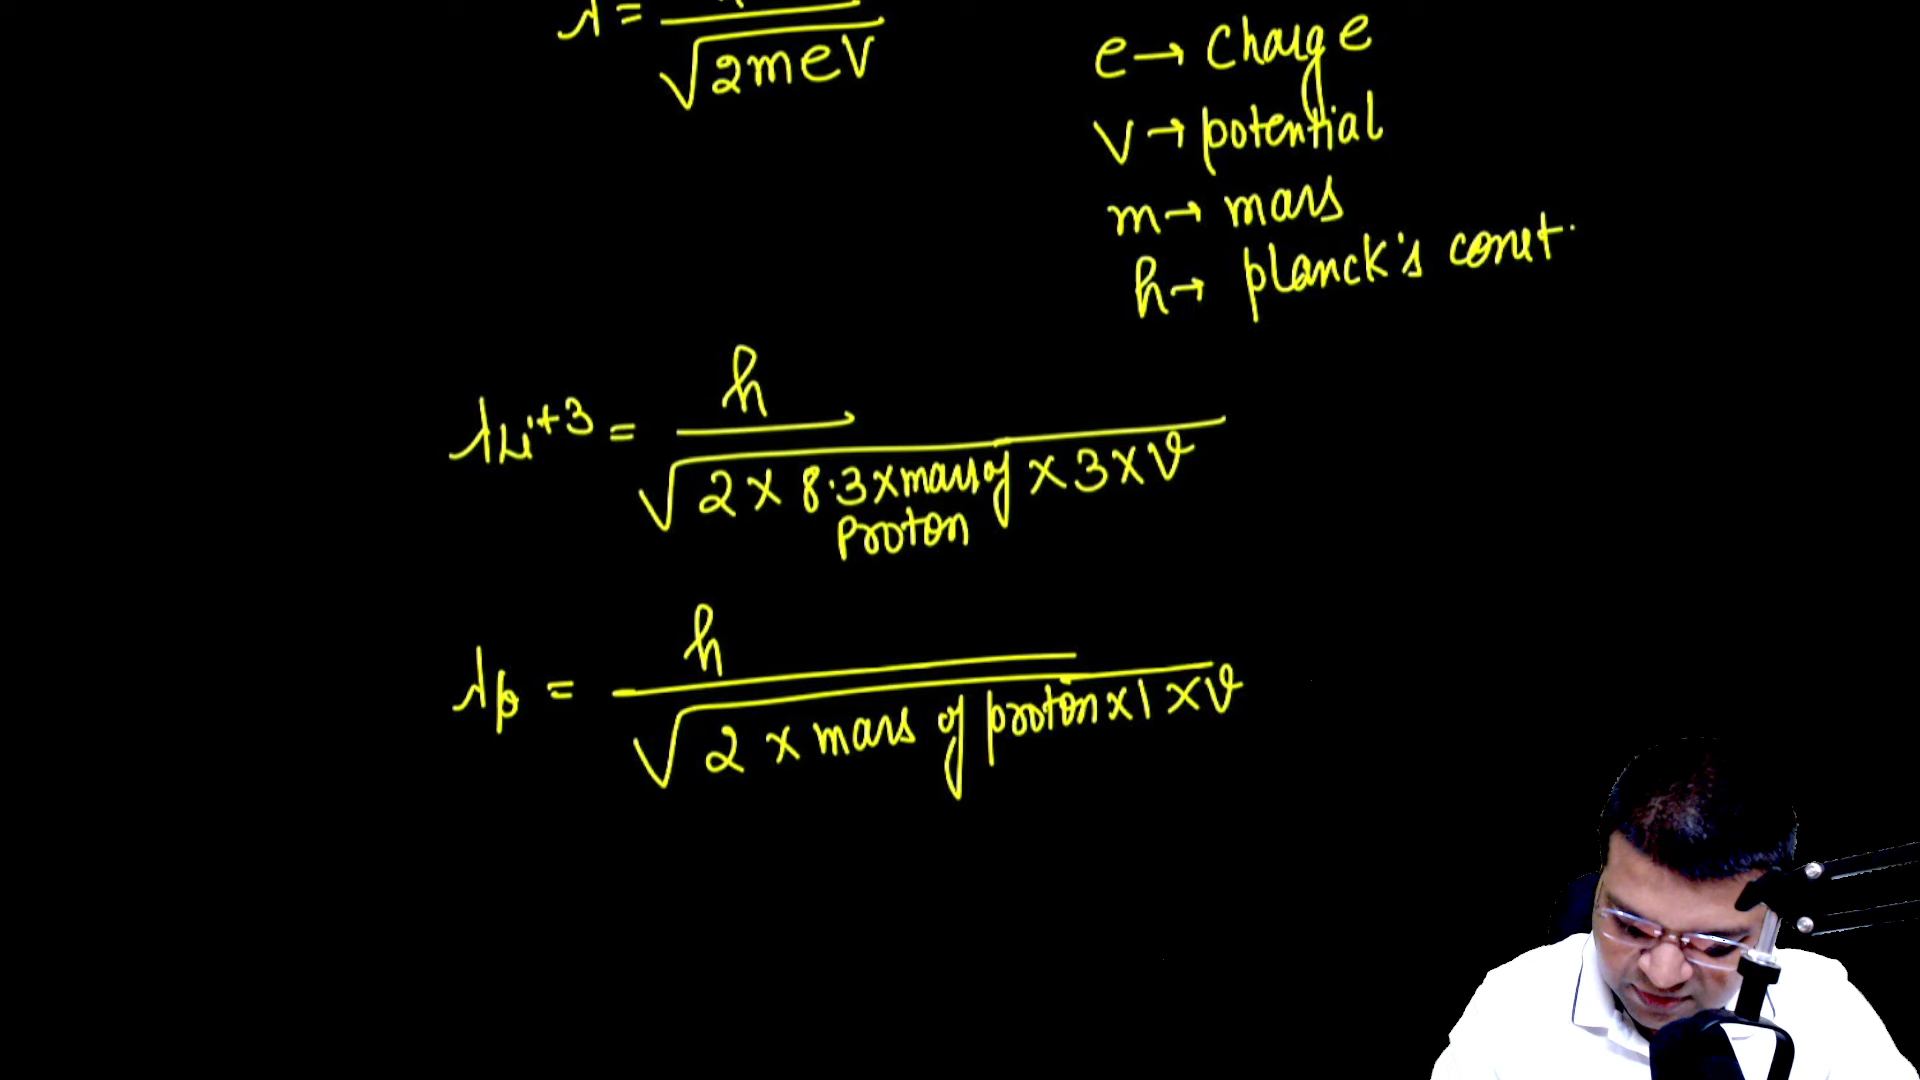 λ =
√2meV
e → charge
V → potential
m → mass
h → planck's const.
λLi+3 = h
√2 × 8.3 × mass of × 3 × V
proton
λp = h
√2 × mass of proton × 1 × V